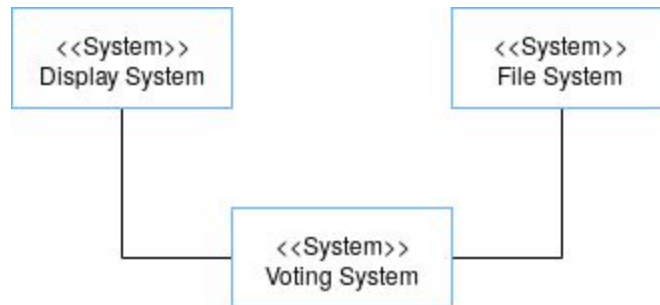 <<System>>
Display System
<<System>>
File System
<<System>>
Voting System